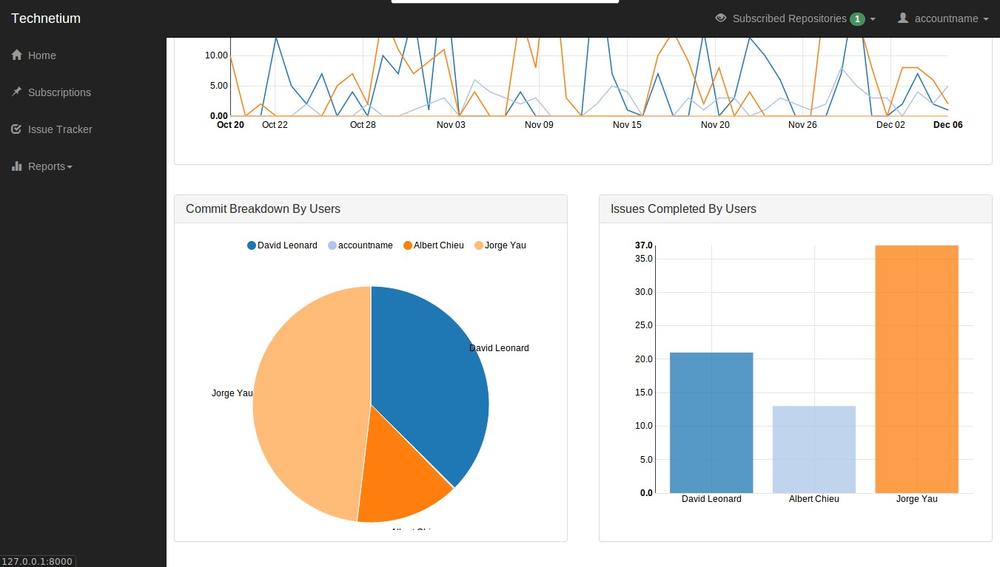 Technetium
Subscribed Repositories 1
accountname
Home
Subscriptions
Issue Tracker
Reports
10.00
5.00
0.00
Oct 20 Oct 22 Oct 28 Nov 03 Nov 09 Nov 15 Nov 20 Nov 26 Dec 02 Dec 06
Commit Breakdown By Users
David Leonard accountname Albert Chieu Jorge Yau
David Leonard
Jorge Yau
Albert Chieu
Issues Completed By Users
37.0
35.0
30.0
25.0
20.0
15.0
10.0
5.0
0.0
David Leonard Albert Chieu Jorge Yau
127.0.0.1:8000